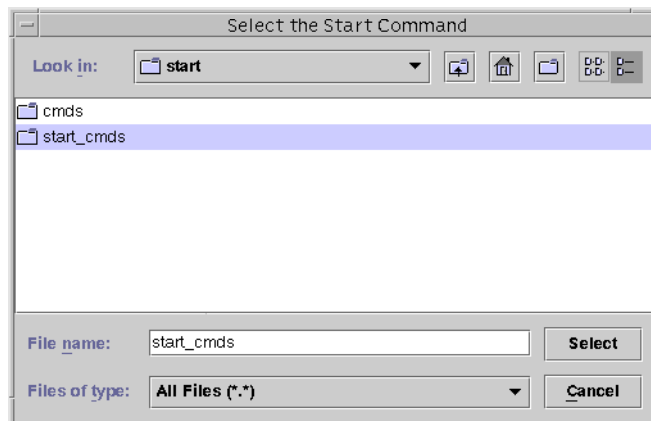 Select the Start Command
Look in:
start
cmds
start_cmds
File name:
start_cmds
Select
Files of type:
All Files (*.*)
Cancel